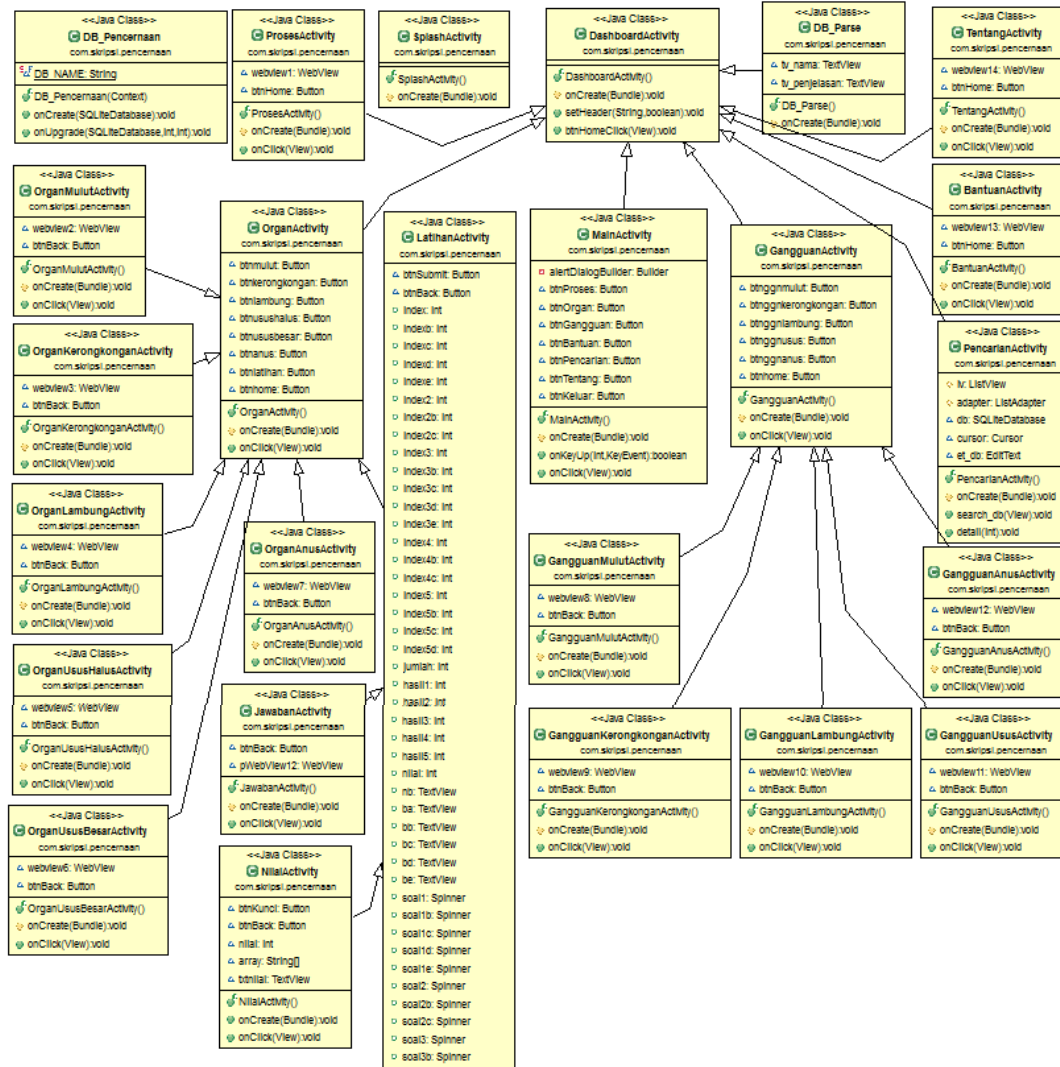 <<Java Class>>
DB_Pencernaan
com.skripsi.pencernaan
DB_NAME: String
DB_Pencernaan(Context)
onCreate(SQLiteDatabase):void
onUpgrade(SQLiteDatabase,int,int):void
<<Java Class>>
ProsesActivity
com.skripsi.pencernaan
webview1: WebView
btnHome: Button
ProsesActivity()
onCreate(Bundle):void
onClick(View):void
<<Java Class>>
SplashActivity
com.skripsi.pencernaan
SplashActivity()
onCreate(Bundle):void
<<Java Class>>
DashboardActivity
com.skripsi.pencernaan
DashboardActivity()
onCreate(Bundle):void
setHeader(String,boolean):void
btnHomeClick(View):void
<<Java Class>>
DB_Parse
com.skripsi.pencernaan
tv_nama: TextView
tv_penjelasan: TextView
DB_Parse()
onCreate(Bundle):void
<<Java Class>>
TentangActivity
com.skripsi.pencernaan
webview14: WebView
btnHome: Button
TentangActivity()
onCreate(Bundle):void
onClick(View):void
<<Java Class>>
OrganMulutActivity
com.skripsi.pencernaan
webview2: WebView
btnBack: Button
OrganMulutActivity()
onCreate(Bundle):void
onClick(View):void
<<Java Class>>
OrganActivity
com.skripsi.pencernaan
btnmulut: Button
btnkerongkongan: Button
btnlambung: Button
btnusushalus: Button
btnususbesar: Button
btnanus: Button
btnlatihan: Button
btnhome: Button
OrganActivity()
onCreate(Bundle):void
onClick(View):void
<<Java Class>>
LatihanActivity
com.skripsi.pencernaan
btnSubmit: Button
btnBack: Button
index: int
indexb: int
indexc: int
indexd: int
indexe: int
index2: int
index2b: int
index2c: int
index3: int
index3b: int
index3c: int
index3d: int
index3e: int
index4: int
index4b: int
index4c: int
index5: int
index5b: int
index5c: int
index5d: int
jumlah: int
hasil1: int
hasil2: int
hasil3: int
hasil4: int
hasil5: int
nilai: int
nb: TextView
ba: TextView
bb: TextView
bc: TextView
bd: TextView
be: TextView
soal1: Spinner
soal1b: Spinner
soal1c: Spinner
soal1d: Spinner
soal1e: Spinner
soal2: Spinner
soal2b: Spinner
soal2c: Spinner
soal3: Spinner
soal3b: Spinner
<<Java Class>>
MainActivity
com.skripsi.pencernaan
alertDialogBuilder: Builder
btnProses: Button
btnOrgan: Button
btnGangguan: Button
btnBantuan: Button
btnPencarian: Button
btnTentang: Button
btnKeluar: Button
MainActivity()
onCreate(Bundle):void
onKeyUp(int,KeyEvent):boolean
onClick(View):void
<<Java Class>>
GangguanActivity
com.skripsi.pencernaan
btnggnmulut: Button
btnggnkerongkongan: Button
btnggnlambung: Button
btnggnusus: Button
btnggnanus: Button
btnhome: Button
GangguanActivity()
onCreate(Bundle):void
onClick(View):void
<<Java Class>>
BantuanActivity
com.skripsi.pencernaan
webview13: WebView
btnHome: Button
BantuanActivity()
onCreate(Bundle):void
onClick(View):void
<<Java Class>>
PencarianActivity
com.skripsi.pencernaan
lv: ListView
adapter: ListAdapter
db: SQLiteDatabase
cursor: Cursor
et_db: EditText
PencarianActivity()
onCreate(Bundle):void
search_db(View):void
detail(int):void
<<Java Class>>
OrganKerongkonganActivity
com.skripsi.pencernaan
webview3: WebView
btnBack: Button
OrganKerongkonganActivity()
onCreate(Bundle):void
onClick(View):void
<<Java Class>>
OrganLambungActivity
com.skripsi.pencernaan
webview4: WebView
btnBack: Button
OrganLambungActivity()
onCreate(Bundle):void
onClick(View):void
<<Java Class>>
OrganAnusActivity
com.skripsi.pencernaan
webview7: WebView
btnBack: Button
OrganAnusActivity()
onCreate(Bundle):void
onClick(View):void
<<Java Class>>
GangguanMulutActivity
com.skripsi.pencernaan
webview8: WebView
btnBack: Button
GangguanMulutActivity()
onCreate(Bundle):void
onClick(View):void
<<Java Class>>
GangguanAnusActivity
com.skripsi.pencernaan
webview12: WebView
btnBack: Button
GangguanAnusActivity()
onCreate(Bundle):void
onClick(View):void
<<Java Class>>
OrganUsusHalusActivity
com.skripsi.pencernaan
webview5: WebView
btnBack: Button
OrganUsusHalusActivity()
onCreate(Bundle):void
onClick(View):void
<<Java Class>>
JawabanActivity
com.skripsi.pencernaan
btnBack: Button
pWebView12: WebView
JawabanActivity()
onCreate(Bundle):void
onClick(View):void
<<Java Class>>
GangguanKerongkonganActivity
com.skripsi.pencernaan
webview9: WebView
btnBack: Button
GangguanKerongkonganActivity()
onCreate(Bundle):void
onClick(View):void
<<Java Class>>
GangguanLambungActivity
com.skripsi.pencernaan
webview10: WebView
btnBack: Button
GangguanLambungActivity()
onCreate(Bundle):void
onClick(View):void
<<Java Class>>
GangguanUsusActivity
com.skripsi.pencernaan
webview11: WebView
btnBack: Button
GangguanUsusActivity()
onCreate(Bundle):void
onClick(View):void
<<Java Class>>
OrganUsusBesarActivity
com.skripsi.pencernaan
webview6: WebView
btnBack: Button
OrganUsusBesarActivity()
onCreate(Bundle):void
onClick(View):void
<<Java Class>>
NilaiActivity
com.skripsi.pencernaan
btnKunci: Button
btnBack: Button
nilai: int
array: String[]
txtnilai: TextView
NilaiActivity()
onCreate(Bundle):void
onClick(View):void